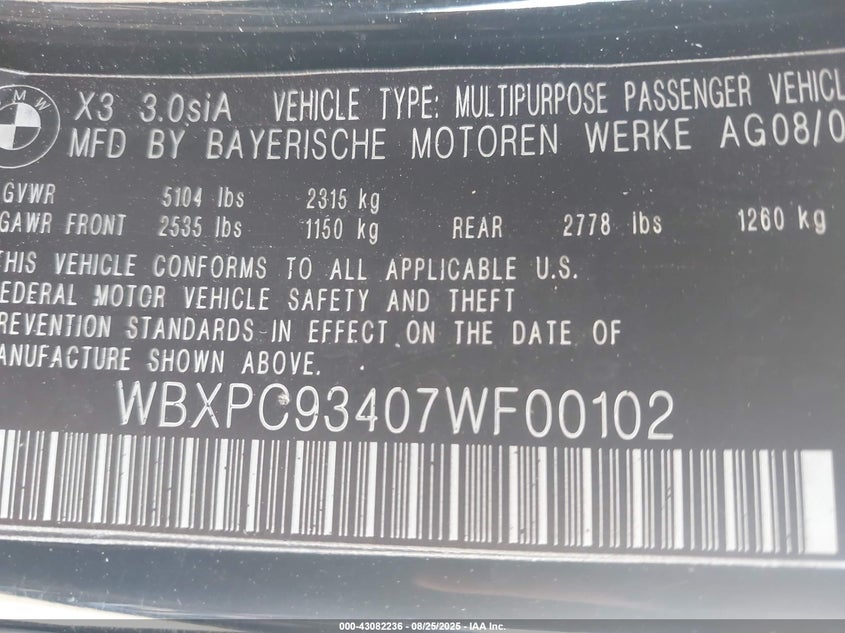 BMW
X3 3.0siA VEHICLE TYPE: MULTIPURPOSE PASSENGER VEHICL
MFD BY BAYERISCHE MOTOREN WERKE AG08/0
GVWR 5104 lbs 2315 kg
GAWR FRONT 2535 lbs 1150 kg REAR 2778 lbs 1260 kg
THIS VEHICLE CONFORMS TO ALL APPLICABLE U.S.
FEDERAL MOTOR VEHICLE SAFETY AND THEFT
REVENTION STANDARDS IN EFFECT ON THE DATE OF
ANUFACTURE SHOWN ABOVE.
WBXPC93407WF00102
000-43082236 - 08/25/2025 - IAA Inc.